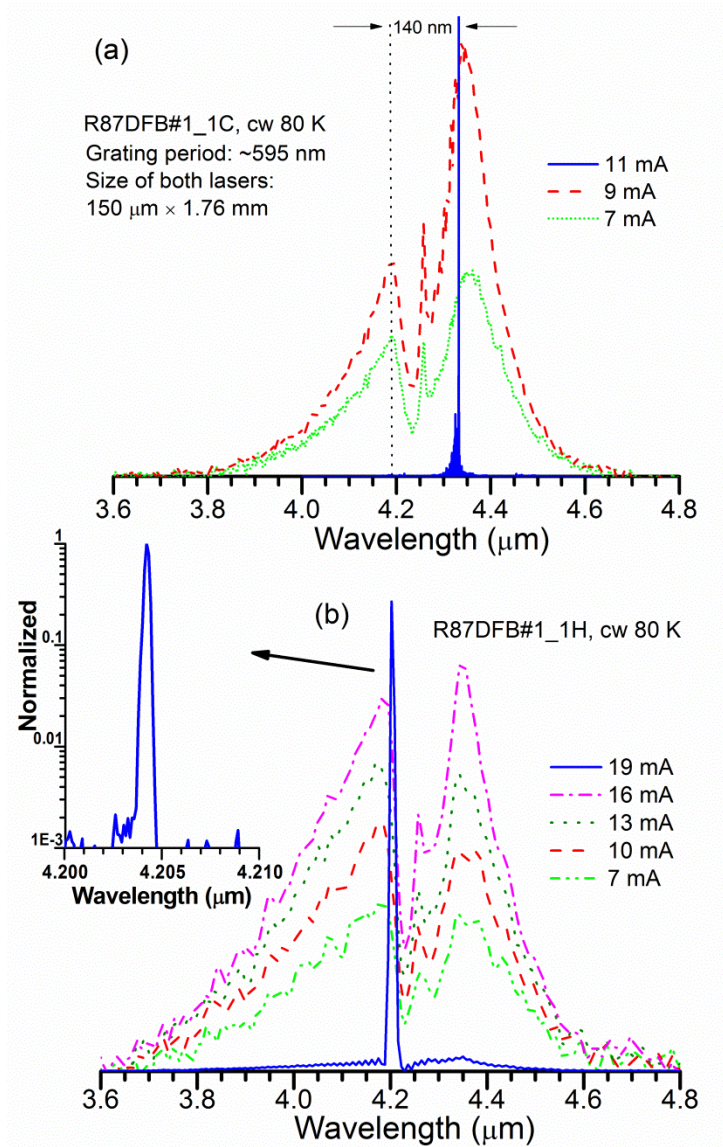 140 nm
(a)
R87DFB#1_1C, cw 80 K
Grating period: ~595 nm
Size of both lasers:
150 μm × 1.76 mm
11 mA
9 mA
7 mA
3.6 3.8 4.0 4.2 4.4 4.6 4.8
Wavelength (μm)
1
0.1
0.01
1E-3
Normalized
4.200 4.205 4.210
Wavelength (μm)
(b)
R87DFB#1_1H, cw 80 K
19 mA
16 mA
13 mA
10 mA
7 mA
3.6 3.8 4.0 4.2 4.4 4.6 4.8
Wavelength (μm)